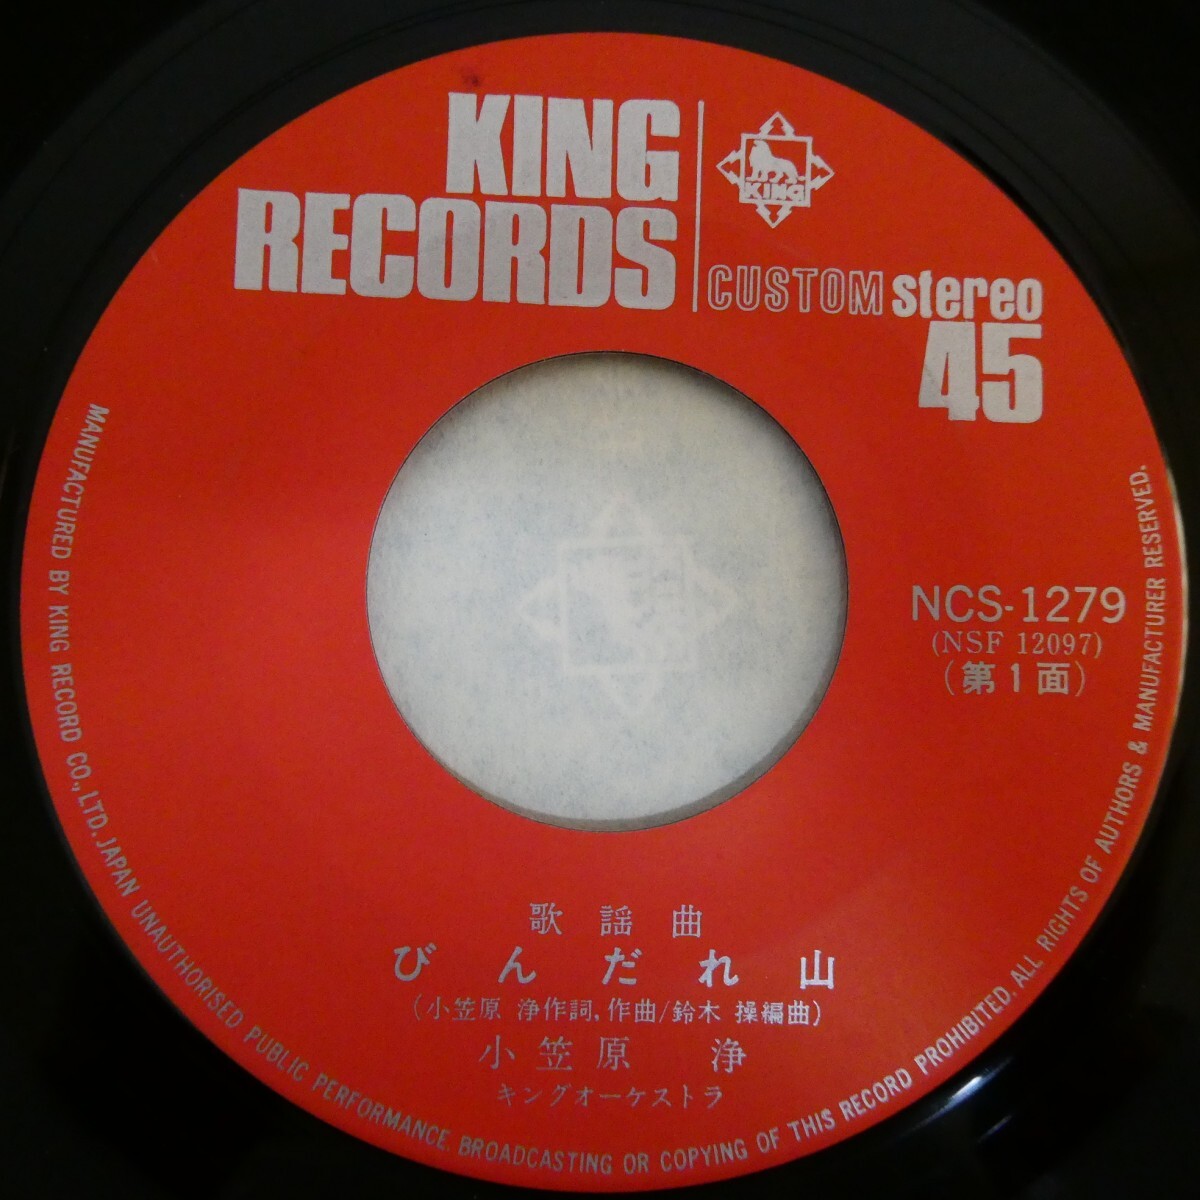 KING
RECORDS
KING
CUSTOM stereo
45
NCS-1279
(NSF 12097)
(第1面)
歌謡曲
びんだれ山
(小笠原 浄作詞,作曲/鈴木 操編曲)
小笠原 浄
キングオーケストラ
MANUFACTURED BY KING RECORD CO., LTD. JAPAN UNAUTHORISED PUBLIC PERFORMANCE. BROADCASTING OR COPYING OF THIS RECORD PROHIBITED. ALL RIGHTS OF AUTHORS & MANUFACTURER RESERVED.